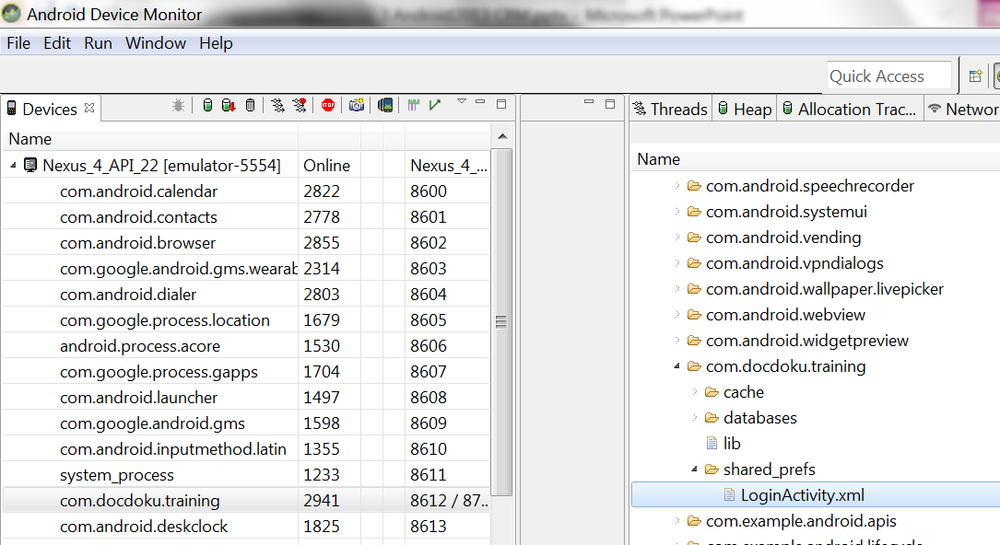 Android Device Monitor
Microsoft PowerPoint
File Edit Run Window Help
Quick Access
Devices
Threads Heap Allocation Trac... Networ
Name
Nexus_4_API_22 [emulator-5554] Online Nexus_4_...
com.android.calendar 2822 8600
com.android.contacts 2778 8601
com.android.browser 2855 8602
com.google.android.gms.wearab 2314 8603
com.android.dialer 2803 8604
com.google.process.location 1679 8605
android.process.acore 1530 8606
com.google.process.gapps 1704 8607
com.android.launcher 1497 8608
com.google.android.gms 1598 8609
com.android.inputmethod.latin 1355 8610
system_process 1233 8611
com.docdoku.training 2941 8612 / 87...
com.android.deskclock 1825 8613
Name
com.android.speechrecorder
com.android.systemui
com.android.vending
com.android.vpndialogs
com.android.wallpaper.livepicker
com.android.webview
com.android.widgetpreview
com.docdoku.training
cache
databases
lib
shared_prefs
LoginActivity.xml
com.example.android.apis
com.example.android.lifecycle